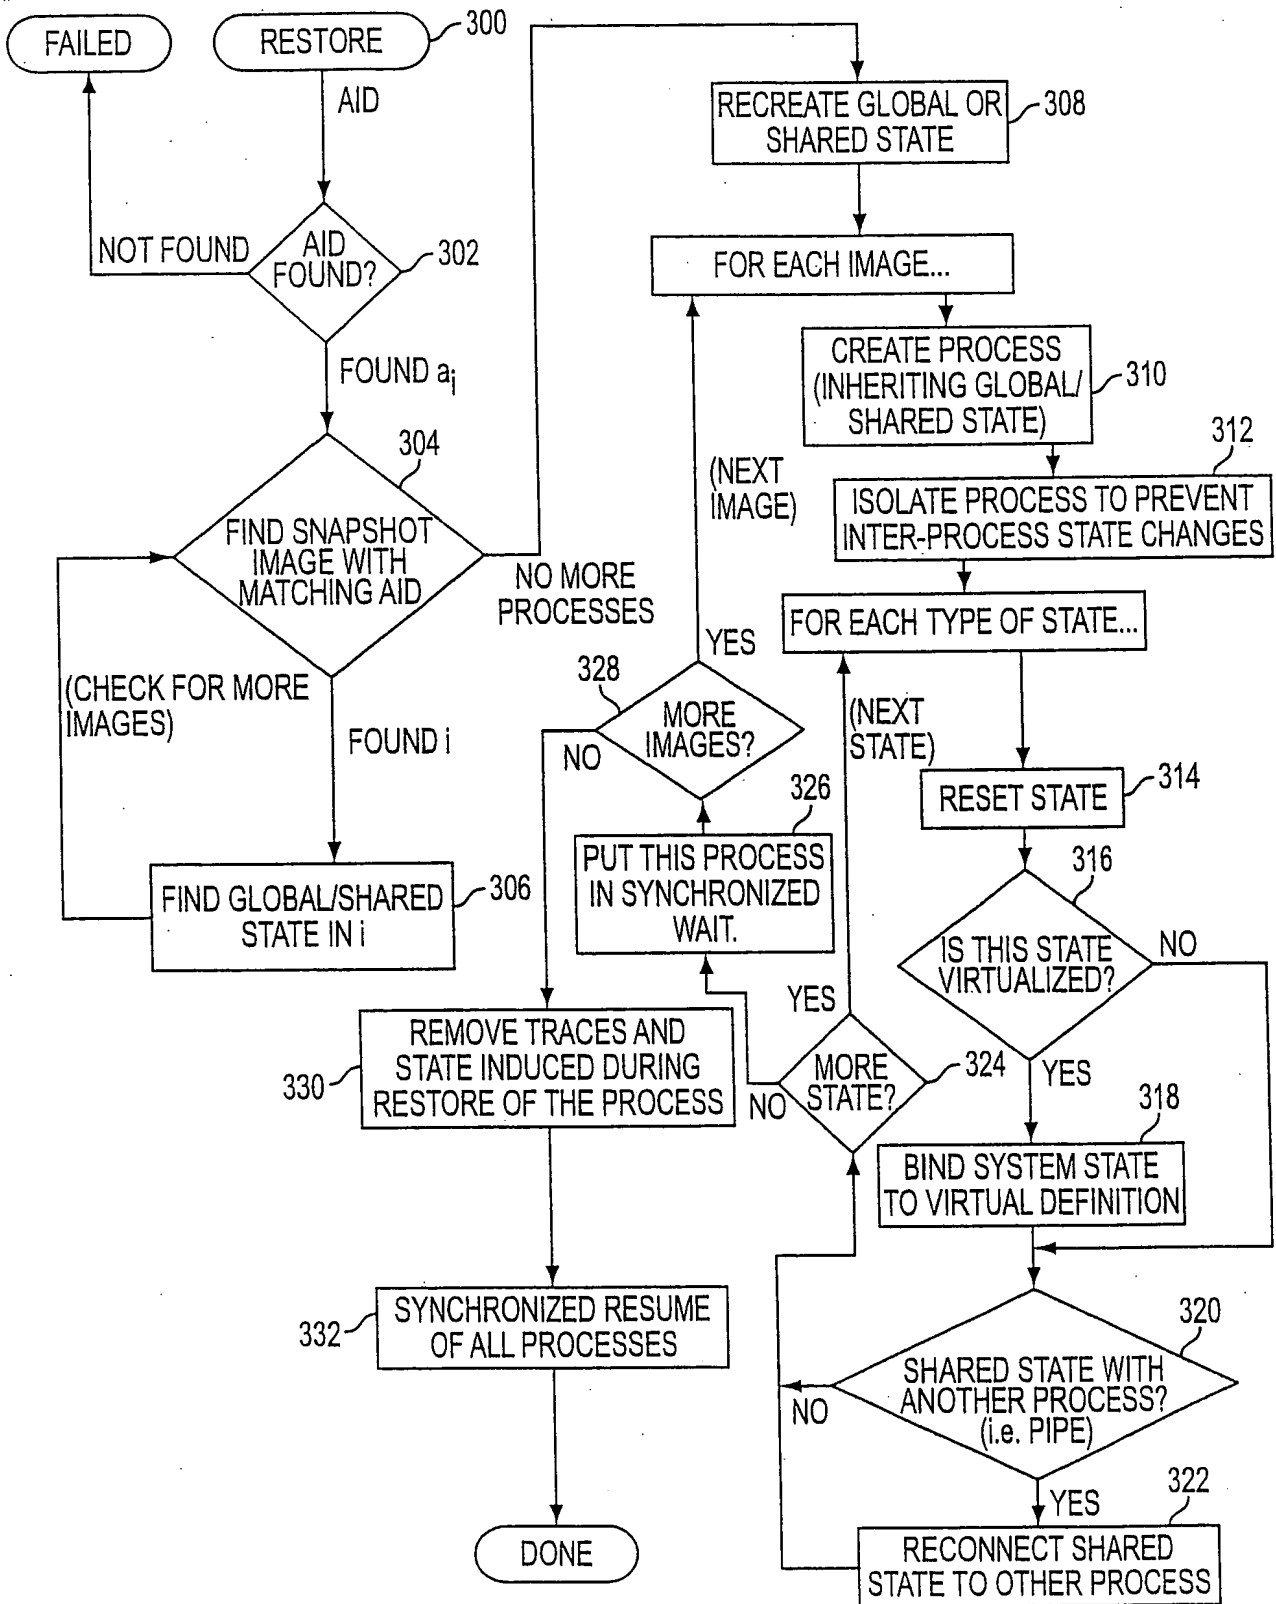 FAILED
RESTORE
300
AID
NOT FOUND
AID
FOUND?
302
FOUND aj
304
FIND SNAPSHOT
IMAGE WITH
MATCHING AID
NO MORE
PROCESSES
(CHECK FOR MORE
IMAGES)
FOUND i
FIND GLOBAL/SHARED
STATE IN i
306
RECREATE GLOBAL OR
SHARED STATE
308
FOR EACH IMAGE...
CREATE PROCESS
(INHERITING GLOBAL/
SHARED STATE)
310
312
ISOLATE PROCESS TO PREVENT
INTER-PROCESS STATE CHANGES
(NEXT
IMAGE)
FOR EACH TYPE OF STATE...
YES
328
MORE
IMAGES?
NO
(NEXT
STATE)
RESET STATE
314
326
PUT THIS PROCESS
IN SYNCHRONIZED
WAIT.
316
IS THIS STATE
VIRTUALIZED?
NO
YES
YES
MORE
STATE?
324
NO
318
BIND SYSTEM STATE
TO VIRTUAL DEFINITION
REMOVE TRACES AND
STATE INDUCED DURING
RESTORE OF THE PROCESS
330
SYNCHRONIZED RESUME
OF ALL PROCESSES
332
320
SHARED STATE WITH
ANOTHER PROCESS?
(i.e. PIPE)
NO
YES
322
RECONNECT SHARED
STATE TO OTHER PROCESS
DONE